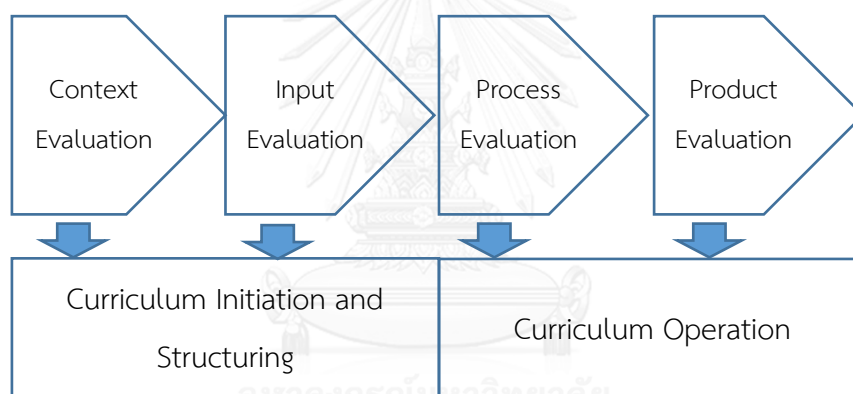 Context
Evaluation
Input
Evaluation
Process
Evaluation
Product
Evaluation
Curriculum Initiation and
Structuring
Curriculum Operation